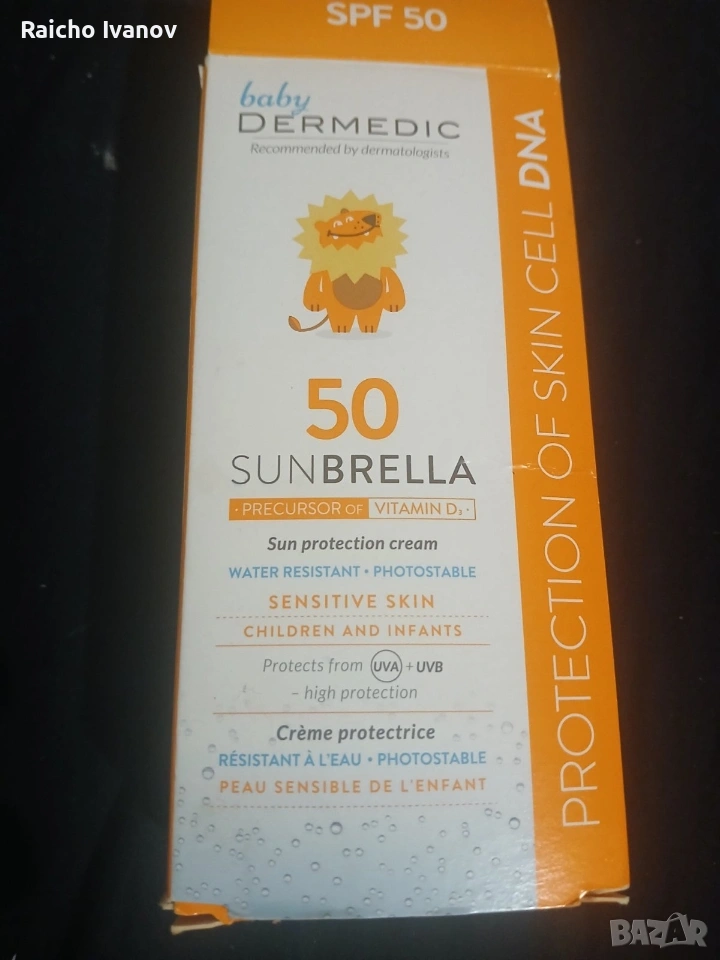 Raicho Ivanov
SPF 50
baby
DERMEDIC
Recommended by dermatologists
50
SUNBRELLA
· PRECURSOR OF VITAMIN D₃ ·
Sun protection cream
WATER RESISTANT • PHOTOSTABLE
SENSITIVE SKIN
CHILDREN AND INFANTS
Protects from UVA + UVB
– high protection
Crème protectrice
RÉSISTANT À L'EAU • PHOTOSTABLE
PEAU SENSIBLE DE L'ENFANT
PROTECTION OF SKIN CELL DNA
BAZAR